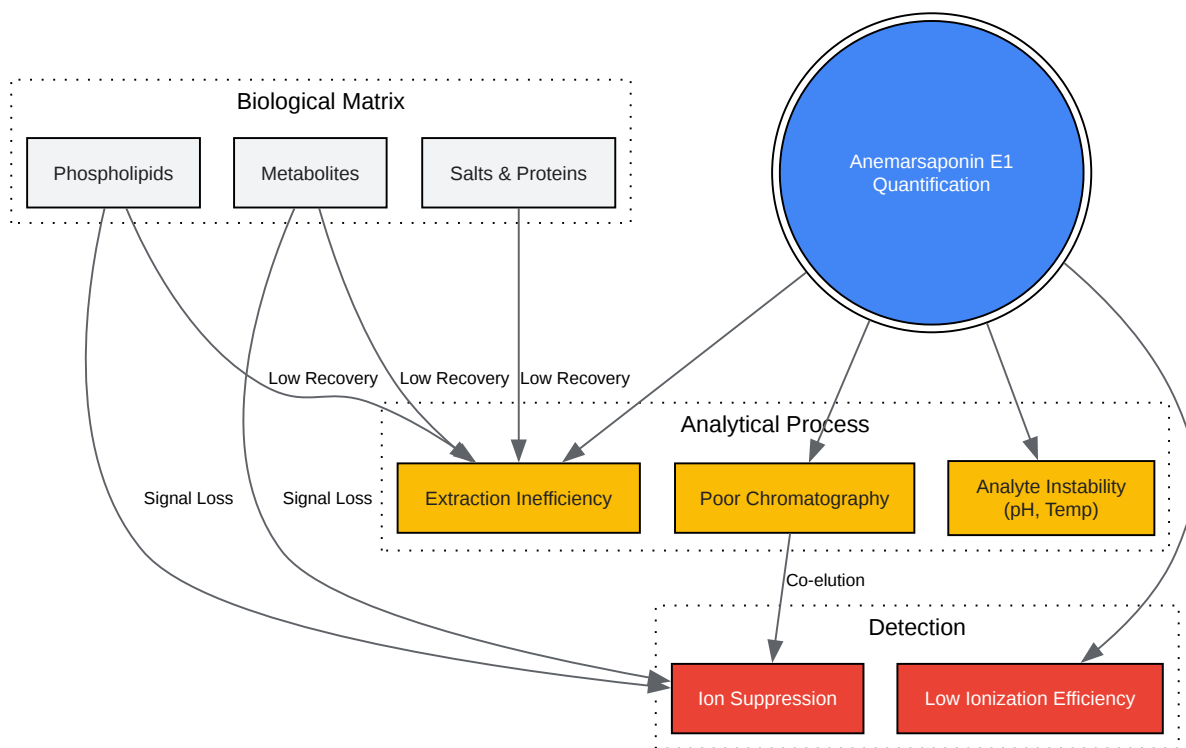 Biological Matrix
Phospholipids
Metabolites
Salts & Proteins
Anemarsaponin E1
Quantification
Low Recovery
Low Recovery
Low Recovery
Analytical Process
Extraction Inefficiency
Poor Chromatography
Analyte Instability
(pH, Temp)
Signal Loss
Signal Loss
Co-elution
Detection
Ion Suppression
Low Ionization Efficiency